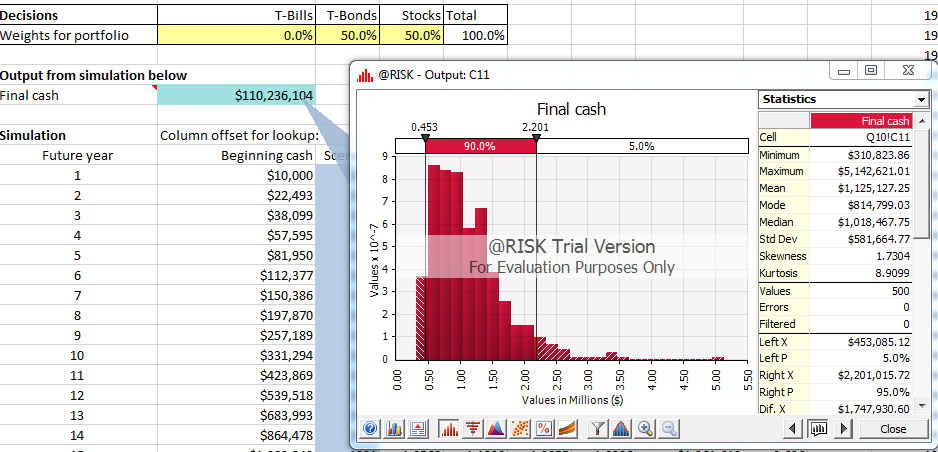 Decisions T-Bills T-Bonds Stocks Total 19
Weights for portfolio 0.0% 50.0% 50.0% 100.0% 19
19
Output from simulation below
Final cash $110,236,104
Simulation Column offset for lookup:
Future year Beginning cash
1 $10,000
2 $22,493
3 $38,099
4 $57,595
5 $81,950
6 $112,377
7 $150,386
8 $197,870
9 $257,189
10 $331,294
11 $423,869
12 $539,518
13 $683,993
14 $864,478
@RISK - Output: C11
Final cash
0.453 2.201
90.0% 5.0%
9
8
7
6
5
4
3
2
1
0
Values x 10^-7
@RISK Trial Version
For Evaluation Purposes Only
0.00 0.50 1.00 1.50 2.00 2.50 3.00 3.50 4.00 4.50 5.00 5.50
Values in Millions ($)
Statistics
Final cash
Cell Q10!C11
Minimum $310,823.86
Maximum $5,142,621.01
Mean $1,125,127.25
Mode $814,799.03
Median $1,018,467.75
Std Dev $581,664.77
Skewness 1.7304
Kurtosis 8.9099
Values 500
Errors 0
Filtered 0
Left X $453,085.12
Left P 5.0%
Right X $2,201,015.72
Right P 95.0%
Dif. X $1,747,930.60
Close